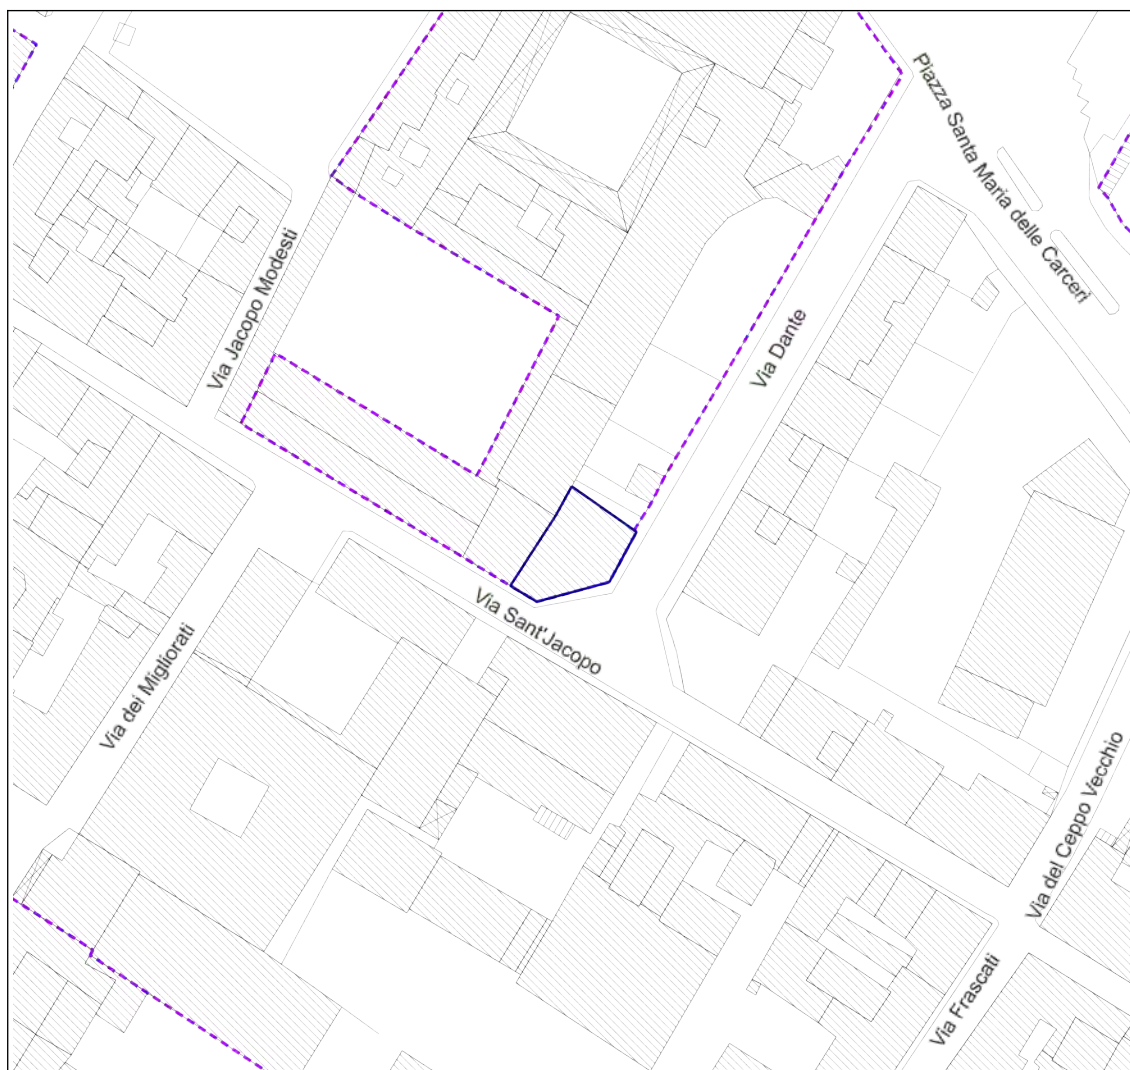 Piazza Santa Maria delle Carceri
Via Jacopo Modesti
Via Dante
Via Sant'Jacopo
Via dei Migliorati
Via del Ceppo Vecchio
Via Frascati